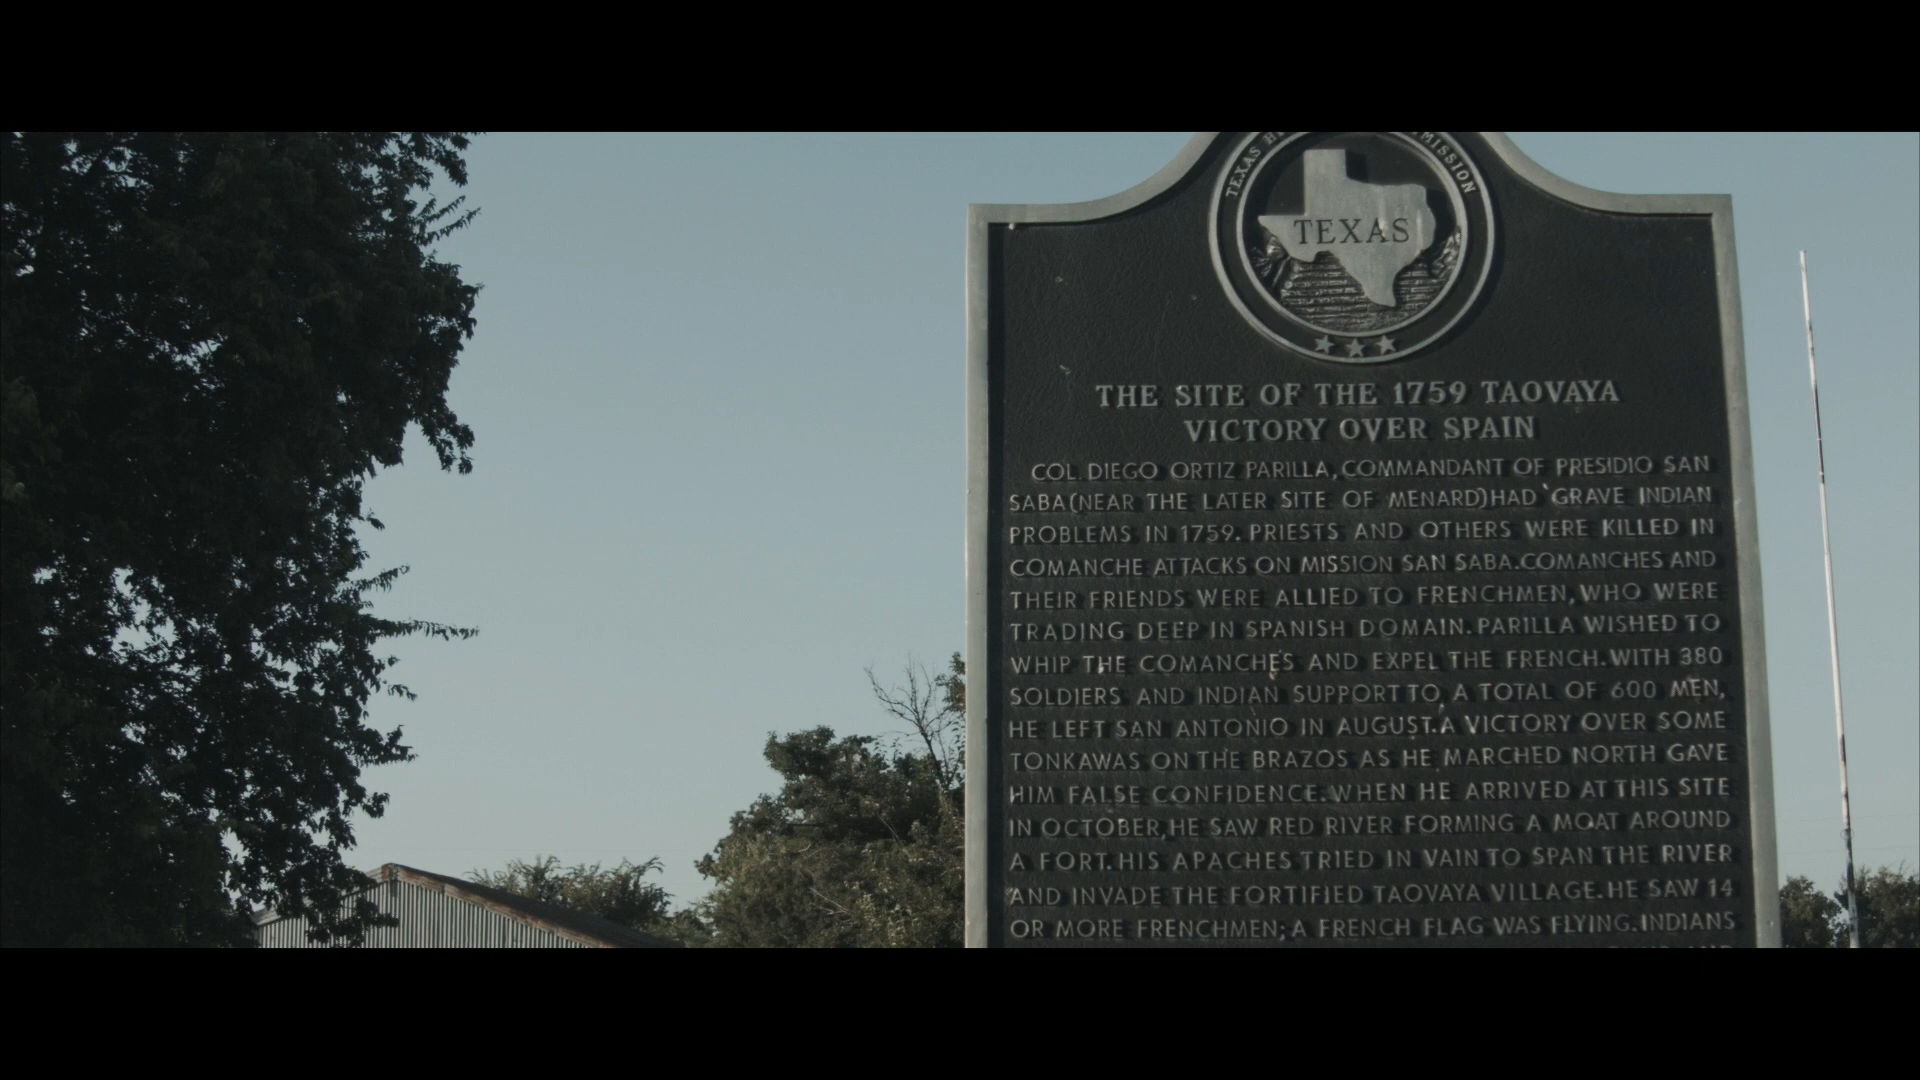 TEXAS H MISSION
TEXAS
THE SITE OF THE 1759 TAOVAYA
VICTORY OVER SPAIN
COL. DIEGO ORTIZ PARILLA, COMMANDANT OF PRESIDIO SAN
SABA (NEAR THE LATER SITE OF MENARD) HAD GRAVE INDIAN
PROBLEMS IN 1759. PRIESTS AND OTHERS WERE KILLED IN
COMANCHE ATTACKS ON MISSION SAN SABA. COMANCHES AND
THEIR FRIENDS WERE ALLIED TO FRENCHMEN, WHO WERE
TRADING DEEP IN SPANISH DOMAIN. PARILLA WISHED TO
WHIP THE COMANCHES AND EXPEL THE FRENCH. WITH 380
SOLDIERS AND INDIAN SUPPORT TO A TOTAL OF 600 MEN,
HE LEFT SAN ANTONIO IN AUGUST. A VICTORY OVER SOME
TONKAWAS ON THE BRAZOS AS HE MARCHED NORTH GAVE
HIM FALSE CONFIDENCE. WHEN HE ARRIVED AT THIS SITE
IN OCTOBER, HE SAW RED RIVER FORMING A MOAT AROUND
A FORT. HIS APACHES TRIED IN VAIN TO SPAN THE RIVER
AND INVADE THE FORTIFIED TAOVAYA VILLAGE. HE SAW 14
OR MORE FRENCHMEN; A FRENCH FLAG WAS FLYING. INDIANS